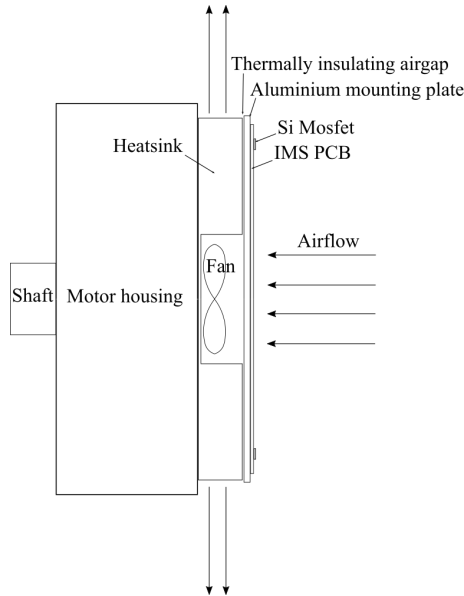 Thermally insulating airgap
Aluminium mounting plate
Si Mosfet
Heatsink
IMS PCB
Airflow
Fan
Shaft
Motor housing